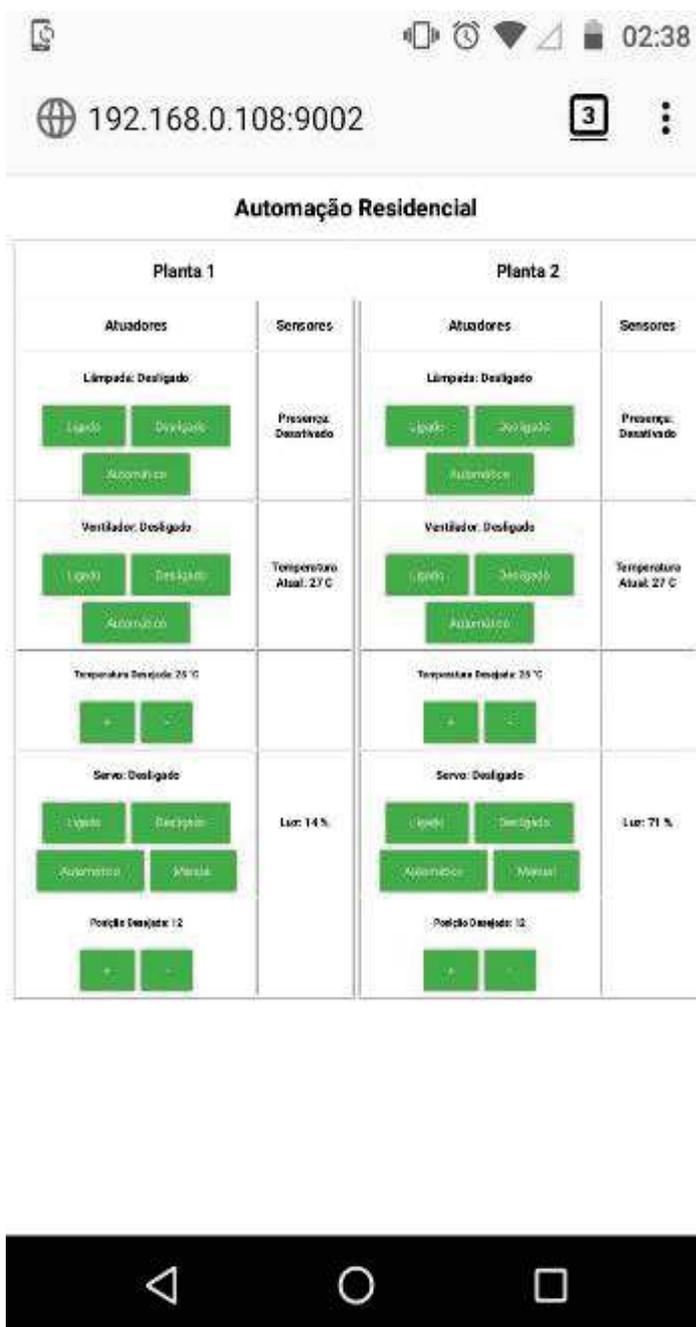 02:38
192.168.0.108:9002
3
Automação Residencial
Planta 1 Planta 2
Atuadores Sensores Atuadores Sensores
Lâmpada: Desligado Lâmpada: Desligado
Ligado Desligado Presença: Desativado Ligado Desligado Presença: Desativado
Automático Automático
Ventilador: Desligado Ventilador: Desligado
Ligado Desligado Temperatura Atual: 27 C Ligado Desligado Temperatura Atual: 27 C
Automático Automático
Temperatura Desejada: °C Temperatura Desejada: °C
+ - + -
Servo: Desligado Servo: Desligado
Ligado Desligado Luz: 14 % Ligado Desligado Luz: 71 %
Automático Manual Automático Manual
Posição Desejada: 12 Posição Desejada: 12
+ - + -